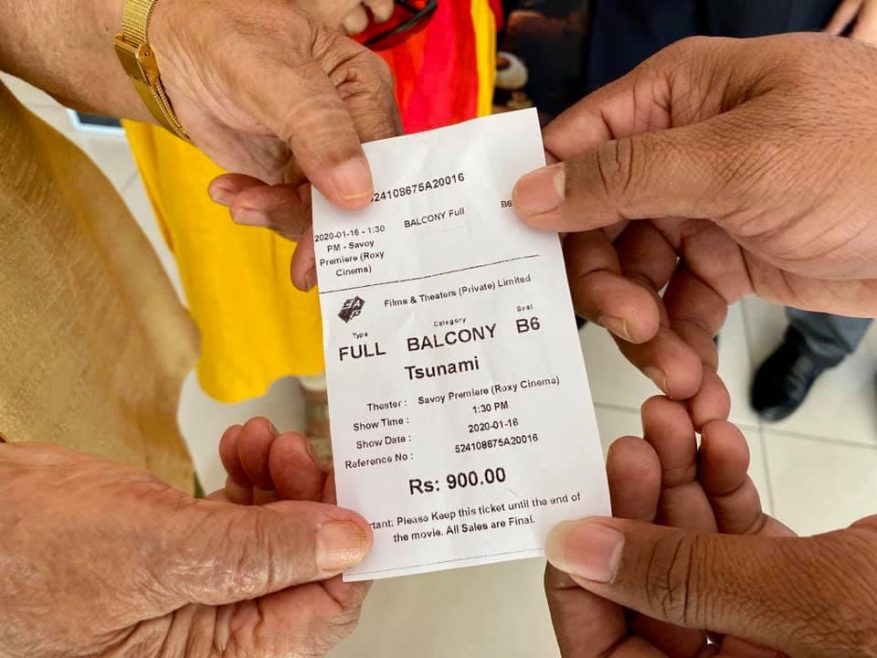 524108675A20016
BALCONY Full
2020-01-16 - 1:30
PM - Savoy
Premiere (Roxy
Cinema)
B6
EAP
Films & Theaters (Private) Limited
Type Category Seat
FULL BALCONY B6
Tsunami
Theater : Savoy Premiere (Roxy Cinema)
Show Time : 1:30 PM
Show Date : 2020-01-16
Reference No : 524108675A20016
Rs: 900.00
rtant: Please Keep this ticket until the end of
the movie. All Sales are Final.